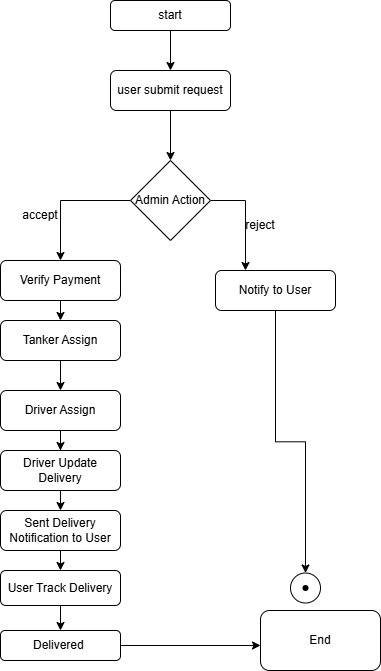 start
user submit request
Admin Action
accept
reject
Verify Payment
Notify to User
Tanker Assign
Driver Assign
Driver Update
Delivery
Sent Delivery
Notification to User
User Track Delivery
Delivered
End